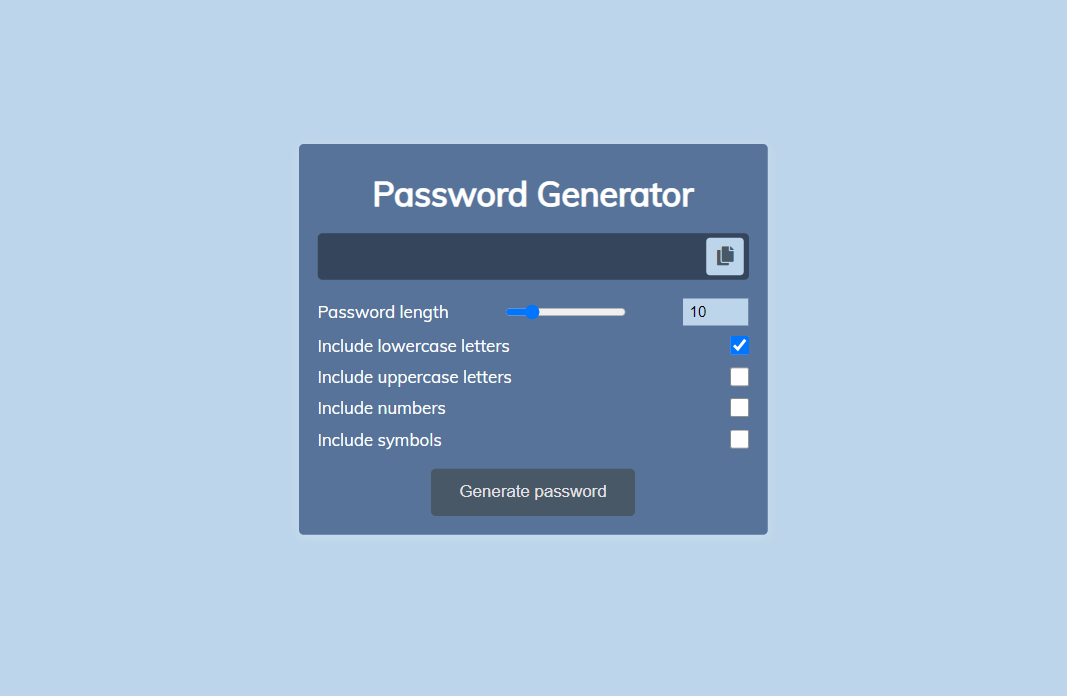 Password Generator
Password length 10
Include lowercase letters
Include uppercase letters
Include numbers
Include symbols
Generate password